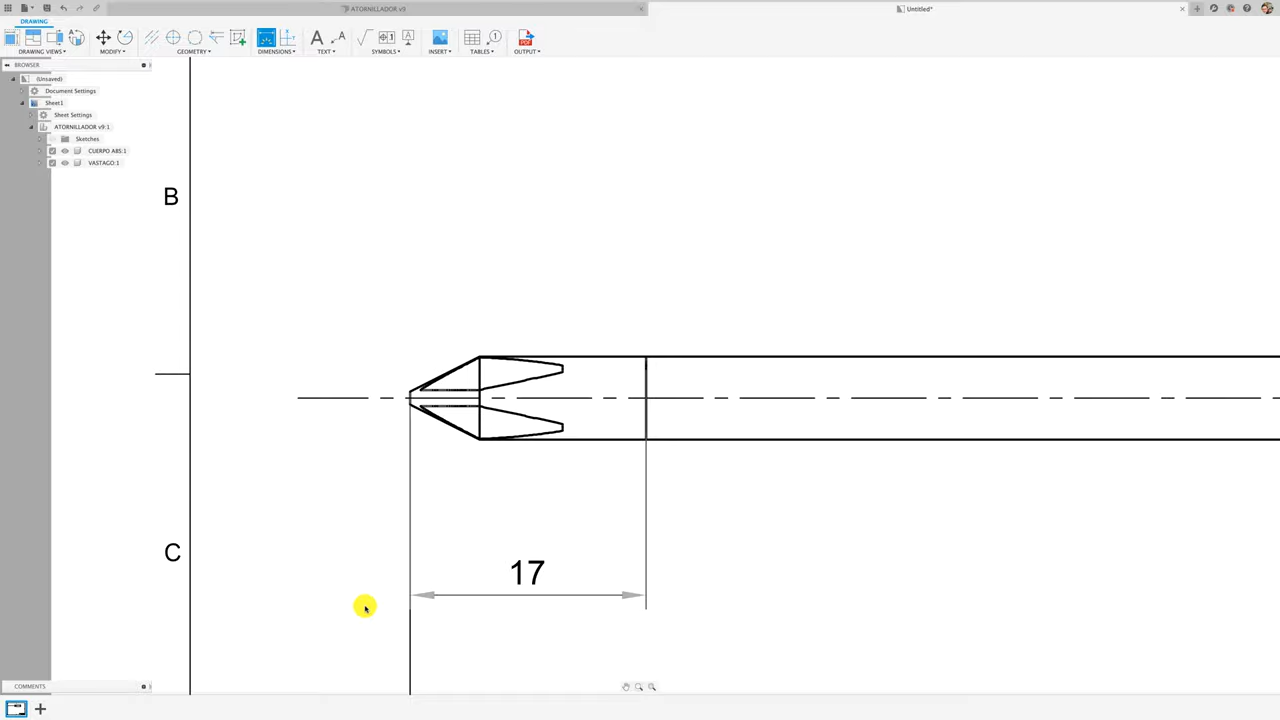 ATORNILLADOR v9
Untitled*
DRAWING
DRAWING VIEWS▾
MODIFY▾
GEOMETRY▾
DIMENSIONS▾
TEXT▾
SYMBOLS▾
INSERT▾
TABLES▾
OUTPUT▾
BROWSER
(Unsaved)
Document Settings
Sheet1
Sheet Settings
ATORNILLADOR v9:1
Sketches
CUERPO ABS:1
VASTAGO:1
B
C
17
COMMENTS